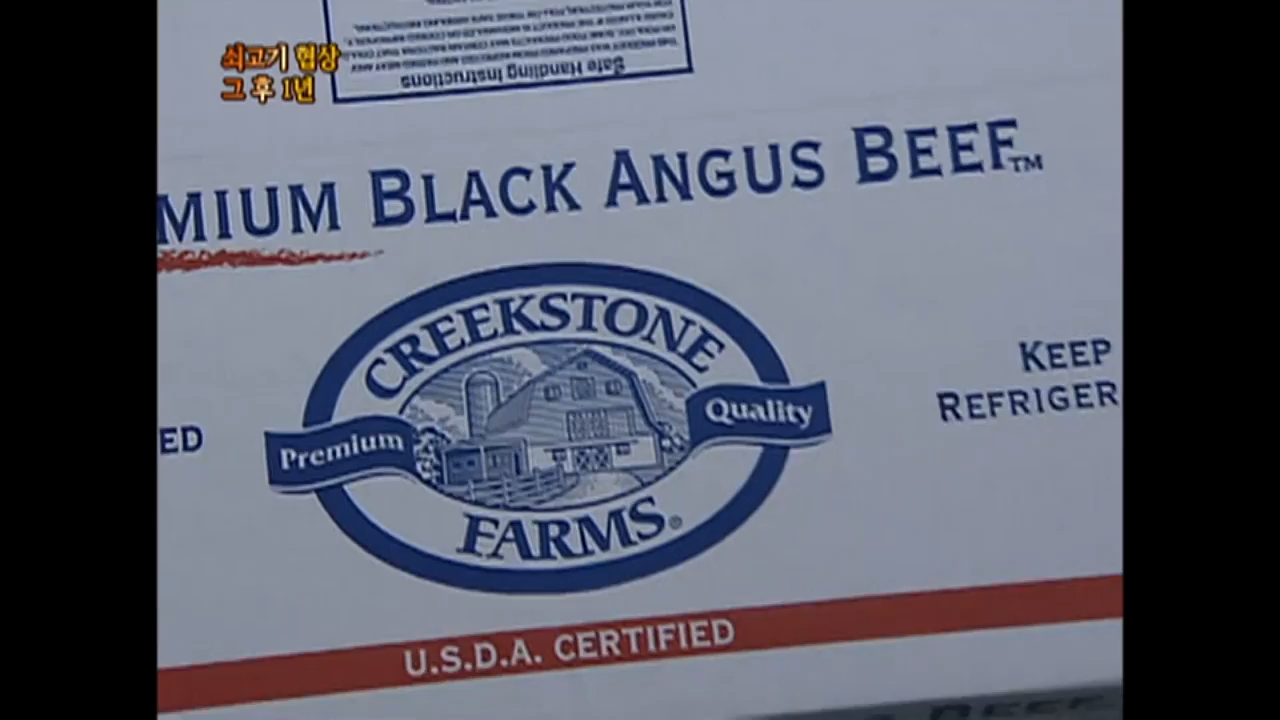 쇠고기 협상
그 후 1년
Safe Handling Instructions
MIUM BLACK ANGUS BEEF™
CREEKSTONE
Premium
Quality
FARMS®
ED
KEEP
REFRIGER
U.S.D.A. CERTIFIED
BEEF